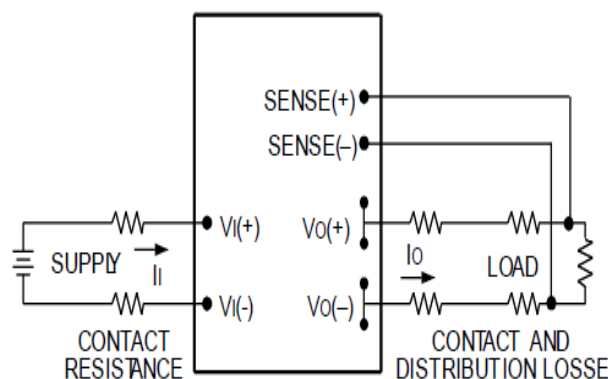 SENSE(+)
SENSE(–)
VI(+)
VO(+)
SUPPLY
II
IO
LOAD
VI(-)
VO(–)
CONTACT
RESISTANCE
CONTACT AND
DISTRIBUTION LOSSE